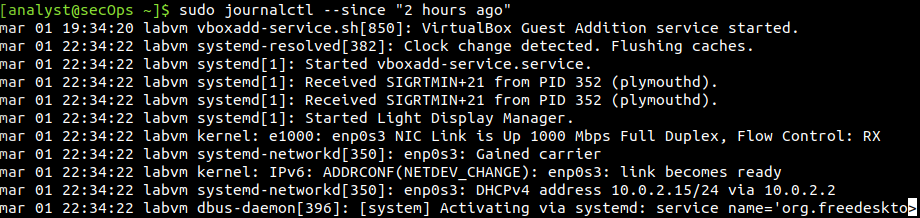 [analyst@secOps ~]$ sudo journalctl --since "2 hours ago"
mar 01 19:34:20 labvm vboxadd-service.sh[850]: VirtualBox Guest Addition service started.
mar 01 22:34:22 labvm systemd-resolved[382]: Clock change detected. Flushing caches.
mar 01 22:34:22 labvm systemd[1]: Started vboxadd-service.service.
mar 01 22:34:22 labvm systemd[1]: Received SIGRTMIN+21 from PID 352 (plymouthd).
mar 01 22:34:22 labvm systemd[1]: Received SIGRTMIN+21 from PID 352 (plymouthd).
mar 01 22:34:22 labvm systemd[1]: Started Light Display Manager.
mar 01 22:34:22 labvm kernel: e1000: enp0s3 NIC Link is Up 1000 Mbps Full Duplex, Flow Control: RX
mar 01 22:34:22 labvm systemd-networkd[350]: enp0s3: Gained carrier
mar 01 22:34:22 labvm kernel: IPv6: ADDRCONF(NETDEV_CHANGE): enp0s3: link becomes ready
mar 01 22:34:22 labvm systemd-networkd[350]: enp0s3: DHCPv4 address 10.0.2.15/24 via 10.0.2.2
mar 01 22:34:22 labvm dbus-daemon[396]: [system] Activating via systemd: service name='org.freedeskto>